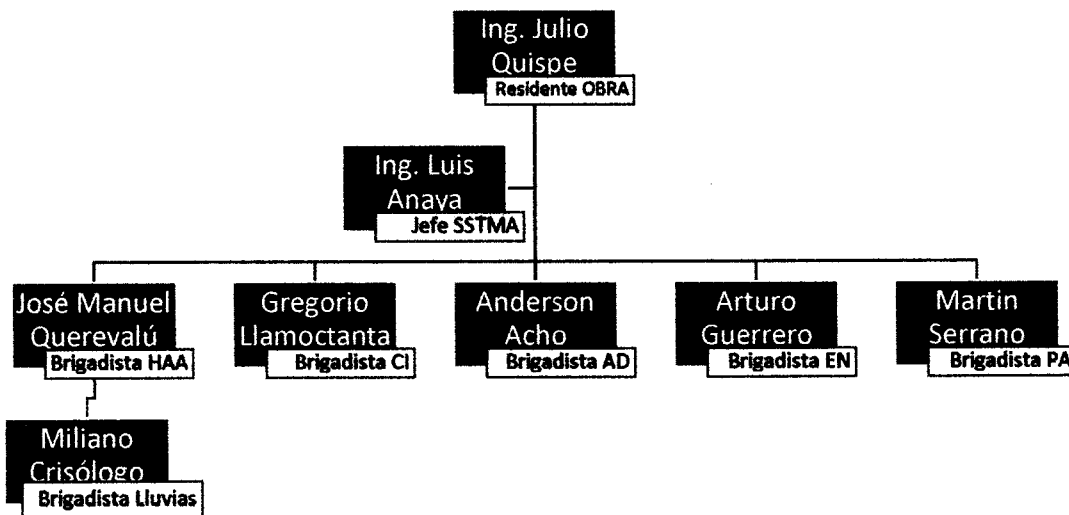 Ing. Julio
Quispe
Residente OBRA
Ing. Luis
Anaya
Jefe SSTMA
José Manuel
Querevalú
Brigadista HAA
Gregorio
Llamoctanta
Brigadista CI
Anderson
Acho
Brigadista AD
Arturo
Guerrero
Brigadista EN
Martin
Serrano
Brigadista PA
Miliano
Crisólogo
Brigadista Lluvias